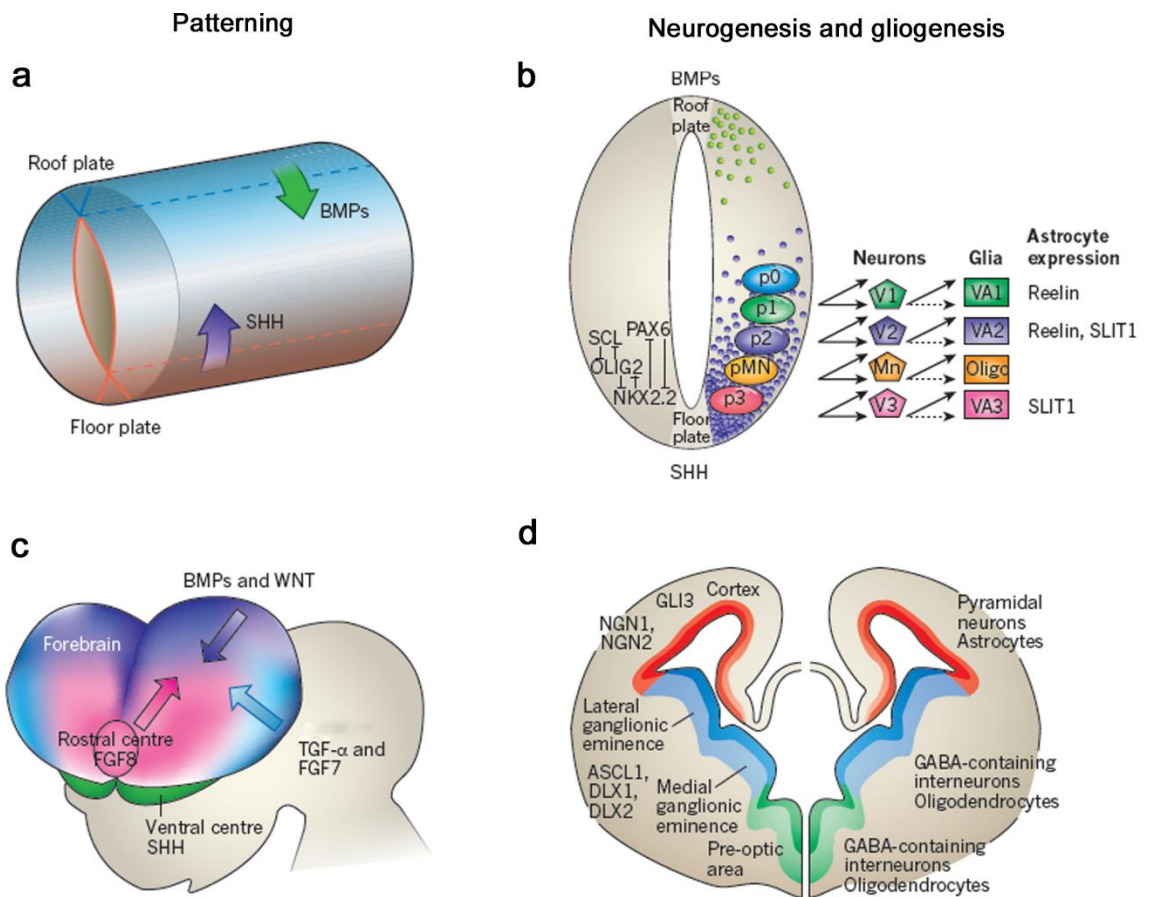 Patterning
Neurogenesis and gliogenesis
a
Roof plate
BMPs
SHH
Floor plate
b
BMPs
Roof
plate
p0
p1
p2
pMN
p3
PAX6
SCL
OLIG2
NKX2.2
Floor
plate
SHH
Neurons
Glia
Astrocyte
expression
V1
VA1
Reelin
V2
VA2
Reelin, SLIT1
Mn
Oligo
V3
VA3
SLIT1
c
BMPs and WNT
Forebrain
Rostral centre
FGF8
TGF-α and
FGF7
Ventral centre
SHH
d
Cortex
GLI3
NGN1,
NGN2
Pyramidal
neurons
Astrocytes
Lateral
ganglionic
eminence
ASCL1,
DLX1,
DLX2
Medial
ganglionic
eminence
Pre-optic
area
GABA-containing
interneurons
Oligodendrocytes
GABA-containing
interneurons
Oligodendrocytes